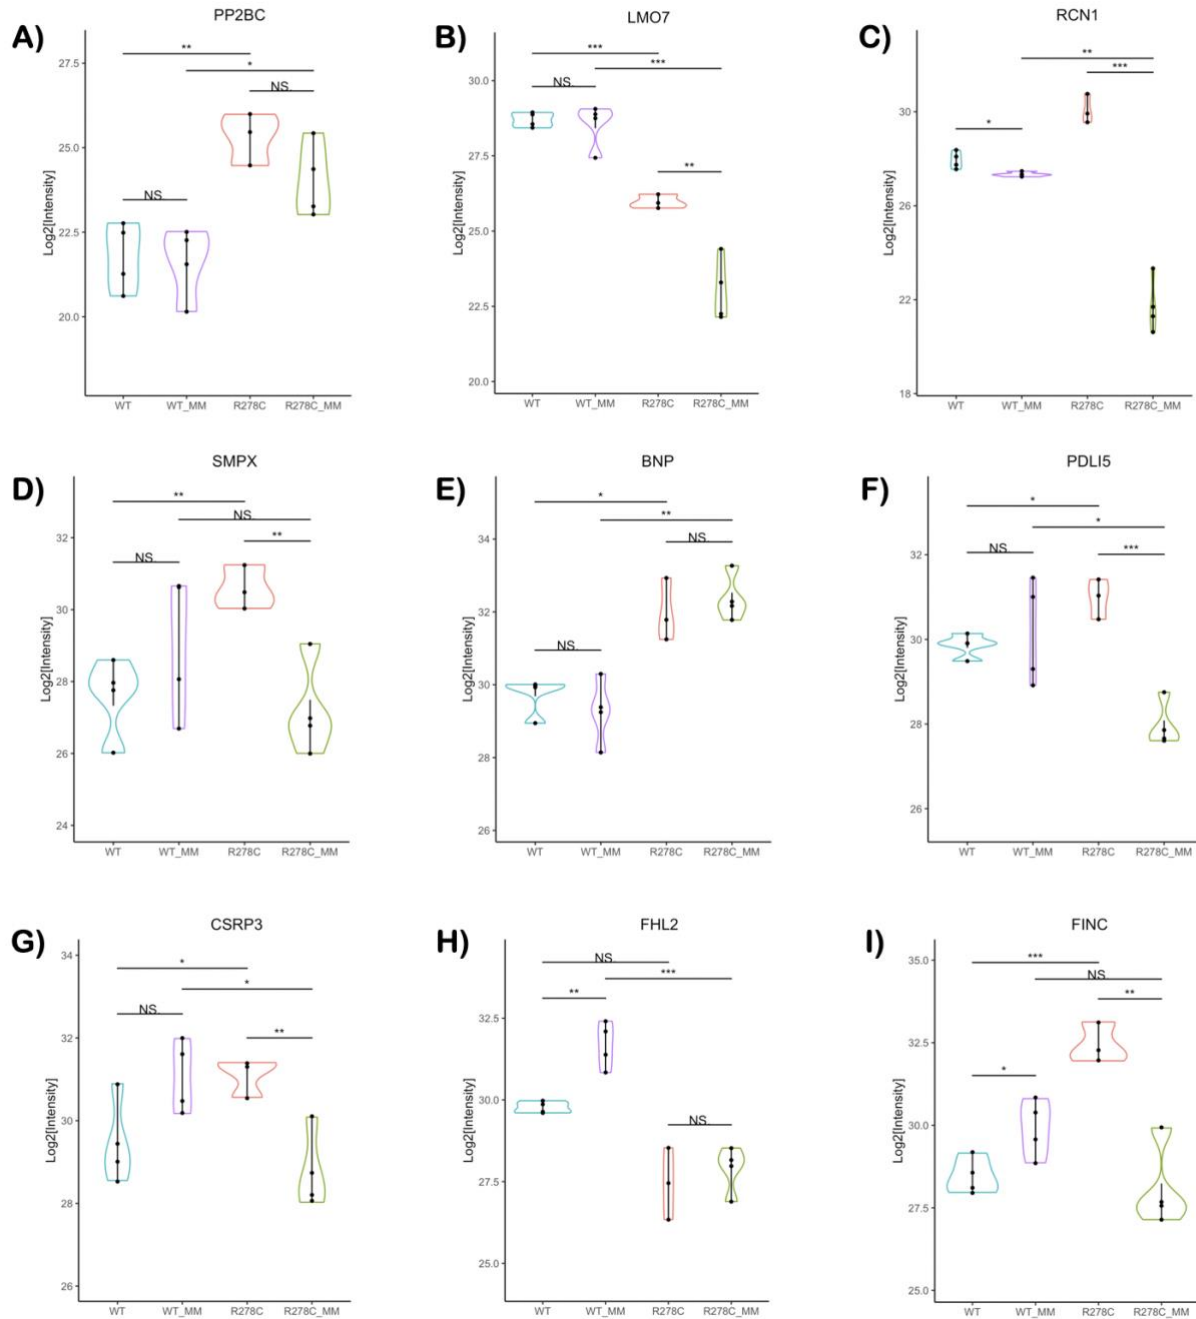 A)
PP2BC
Log2[Intensity]
27.5
25.0
22.5
20.0
**
*
NS.
NS.
WT WT_MM R278C R278C_MM
B)
LMO7
Log2[Intensity]
30.0
27.5
25.0
22.5
20.0
***
***
NS.
**
WT WT_MM R278C R278C_MM
C)
RCN1
Log2[Intensity]
30
26
22
18
**
***
*
WT WT_MM R278C R278C_MM
D)
SMPX
Log2[Intensity]
32
30
28
26
24
**
NS.
**
NS.
WT WT_MM R278C R278C_MM
E)
BNP
Log2[Intensity]
34
32
30
28
26
*
**
NS.
NS.
WT WT_MM R278C R278C_MM
F)
PDLI5
Log2[Intensity]
32
30
28
26
*
*
NS.
***
WT WT_MM R278C R278C_MM
G)
CSRP3
Log2[Intensity]
34
32
30
28
26
*
*
NS.
**
WT WT_MM R278C R278C_MM
H)
FHL2
Log2[Intensity]
32.5
30.0
27.5
25.0
NS.
***
**
NS.
WT WT_MM R278C R278C_MM
I)
FINC
Log2[Intensity]
35.0
32.5
30.0
27.5
25.0
***
NS.
**
*
WT WT_MM R278C R278C_MM